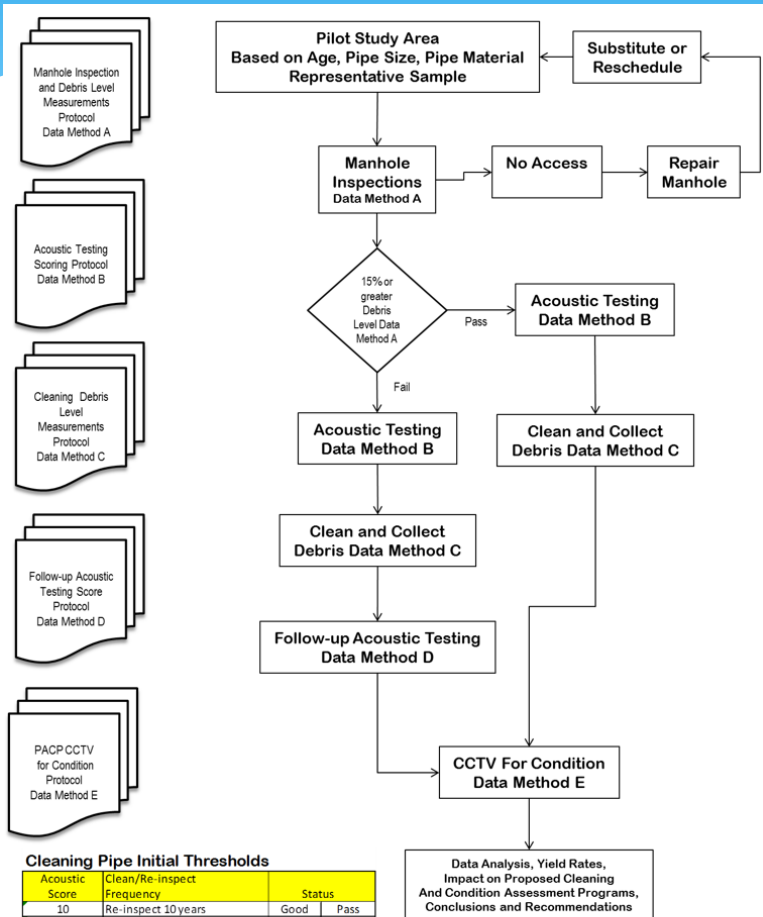 Manhole Inspection
and Debris Level
Measurements
Protocol
Data Method A
Acoustic Testing
Scoring Protocol
Data Method B
Cleaning Debris
Level
Measurements
Protocol
Data Method C
Follow-up Acoustic
Testing Score
Protocol
Data Method D
PACP CCTV
for Condition
Protocol
Data Method E
Pilot Study Area
Based on Age, Pipe Size, Pipe Material
Representative Sample
Substitute or
Reschedule
Manhole
Inspections
Data Method A
No Access
Repair
Manhole
15% or
greater
Debris
Level Data
Method A
Pass
Acoustic Testing
Data Method B
Fail
Acoustic Testing
Data Method B
Clean and Collect
Debris Data Method C
Clean and Collect
Debris Data Method C
Follow-up Acoustic Testing
Data Method D
CCTV For Condition
Data Method E
Data Analysis, Yield Rates,
Impact on Proposed Cleaning
And Condition Assessment Programs,
Conclusions and Recommendations
Cleaning Pipe Initial Thresholds
Acoustic Clean/Re-inspect
Score Frequency Status
10 Re-inspect 10 years Good Pass